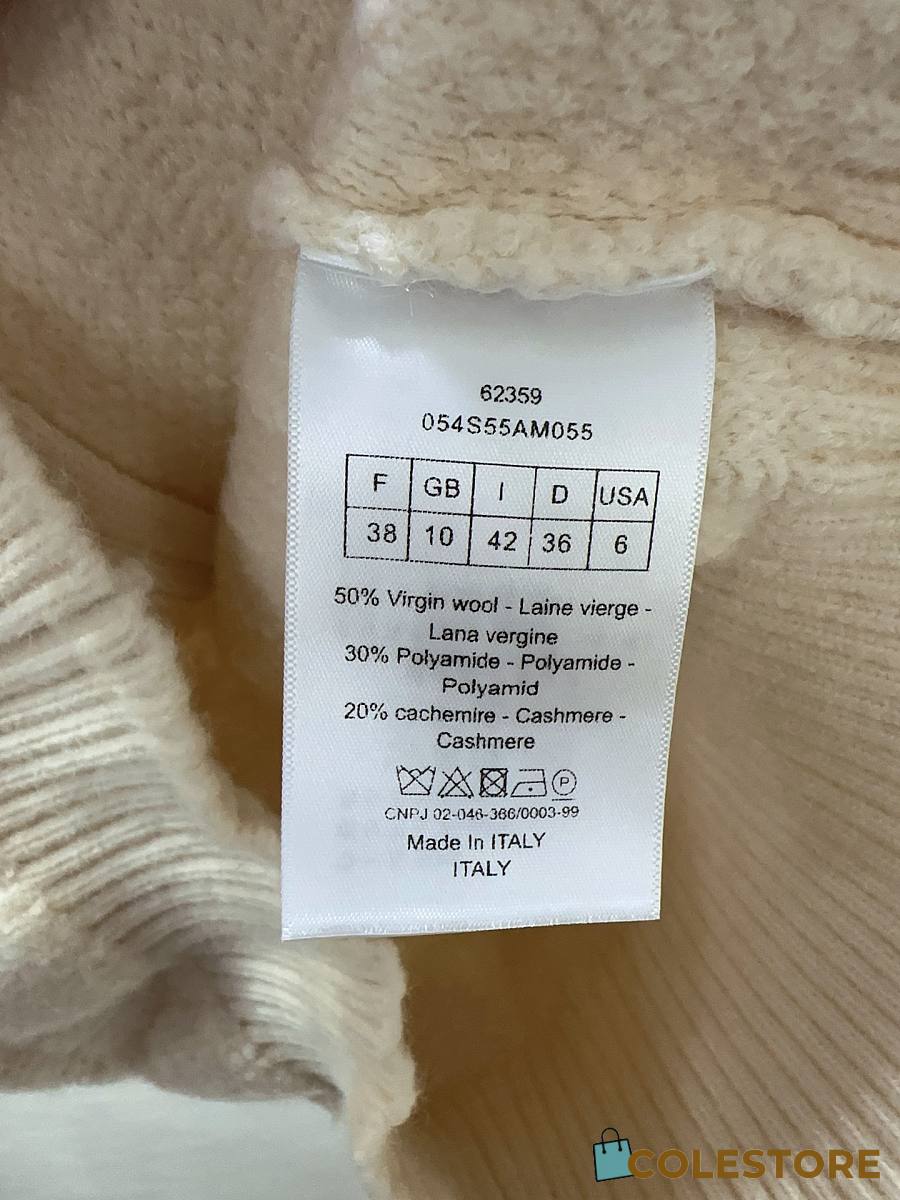 62359
054S55AM055
F GB I D USA
38 10 42 36 6
50% Virgin wool - Laine vierge -
Lana vergine
30% Polyamide - Polyamide -
Polyamid
20% cachemire - Cashmere -
Cashmere
P
CNPJ 02-046-366/0003-99
Made In ITALY
ITALY
COLESTORE